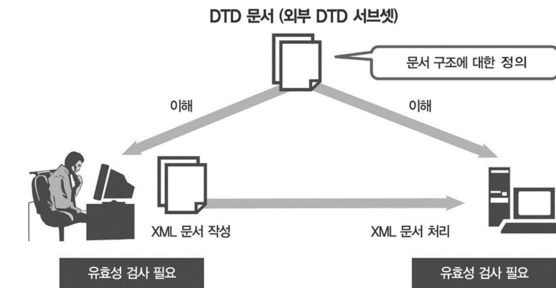 DTD 문서 (외부 DTD 서브셋)
문서 구조에 대한 정의
이해
이해
XML 문서 작성
XML 문서 처리
유효성 검사 필요
유효성 검사 필요